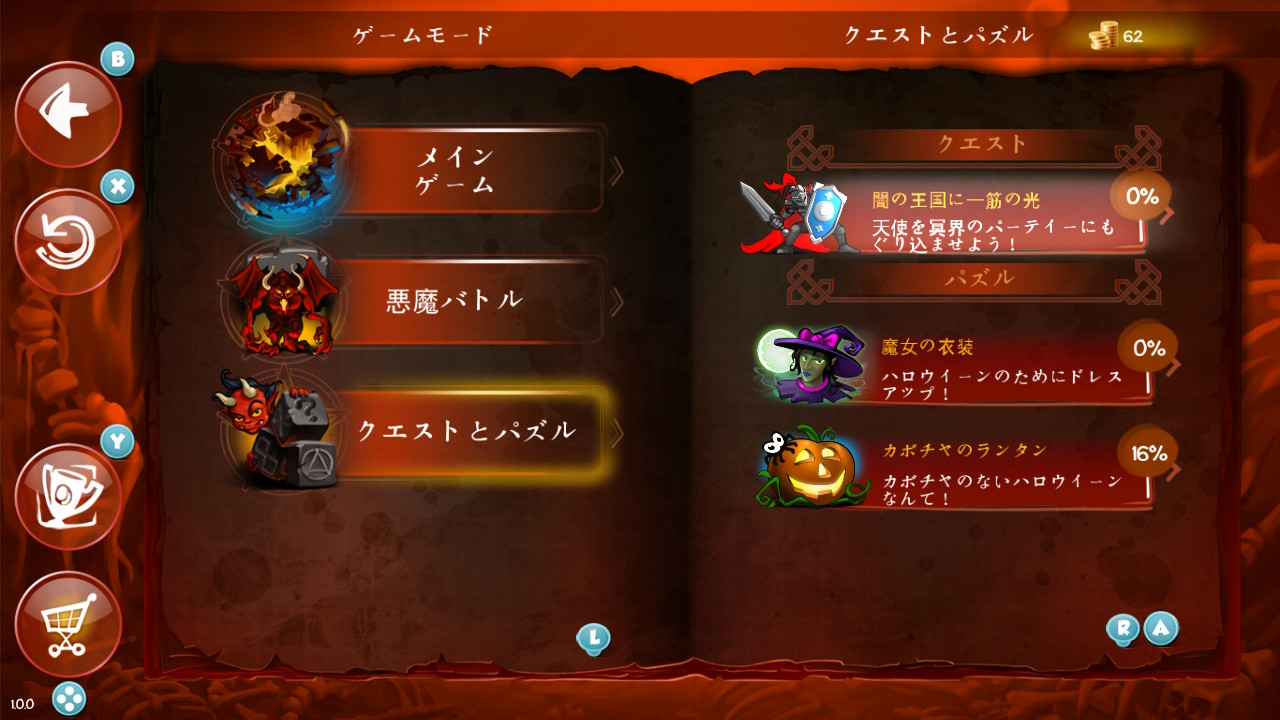 ゲームモード
クエストとパズル
62
B
X
メイン
ゲーム
悪魔バトル
クエストとパズル
クエスト
闇の王国に一筋の光
0%
天使を冥界のパーテイーにも
ぐり込ませよう！
パズル
魔女の衣装
0%
ハロウイーンのためにドレス
アツプ！
カボチヤのランタン
16%
カボチヤのないハロウイーン
なんて！
Y
L
R
A
1.0.0